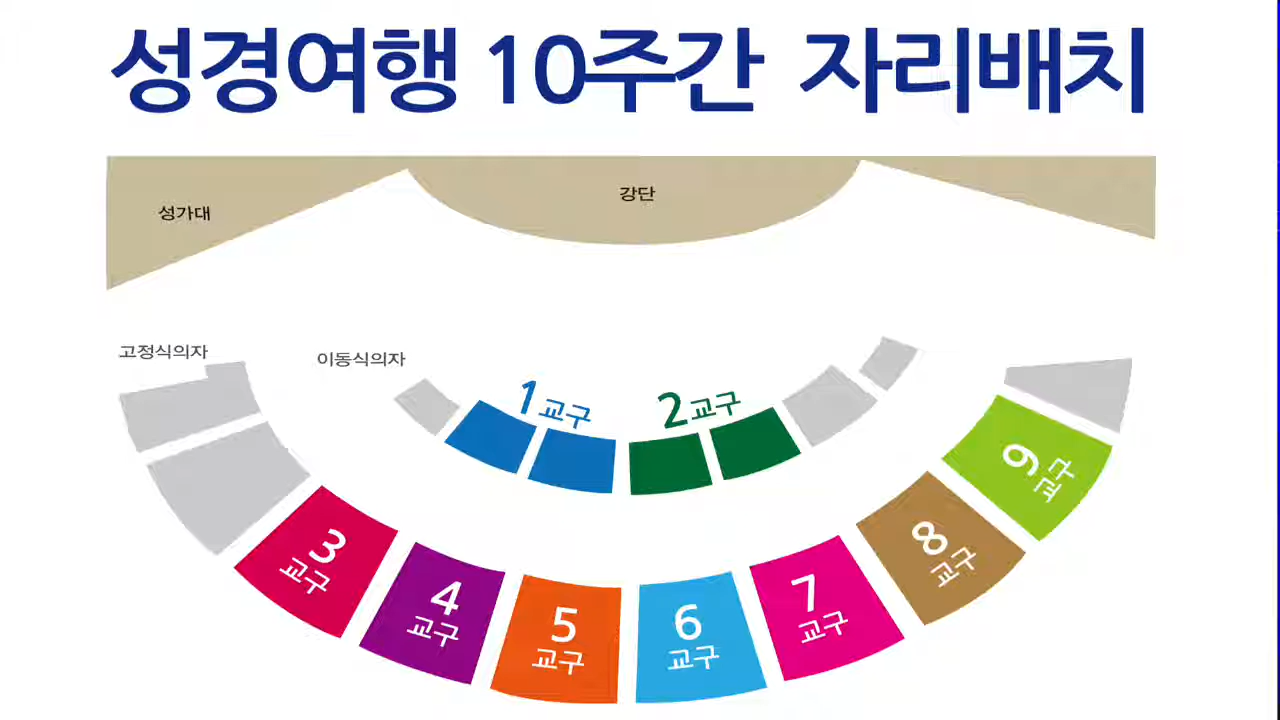 성경여행 10주간 자리배치
성가대
강단
고정식의자
이동식의자
1교구
2교구
3
교구
4
교구
5
교구
6
교구
7
교구
8
교구
9
교구